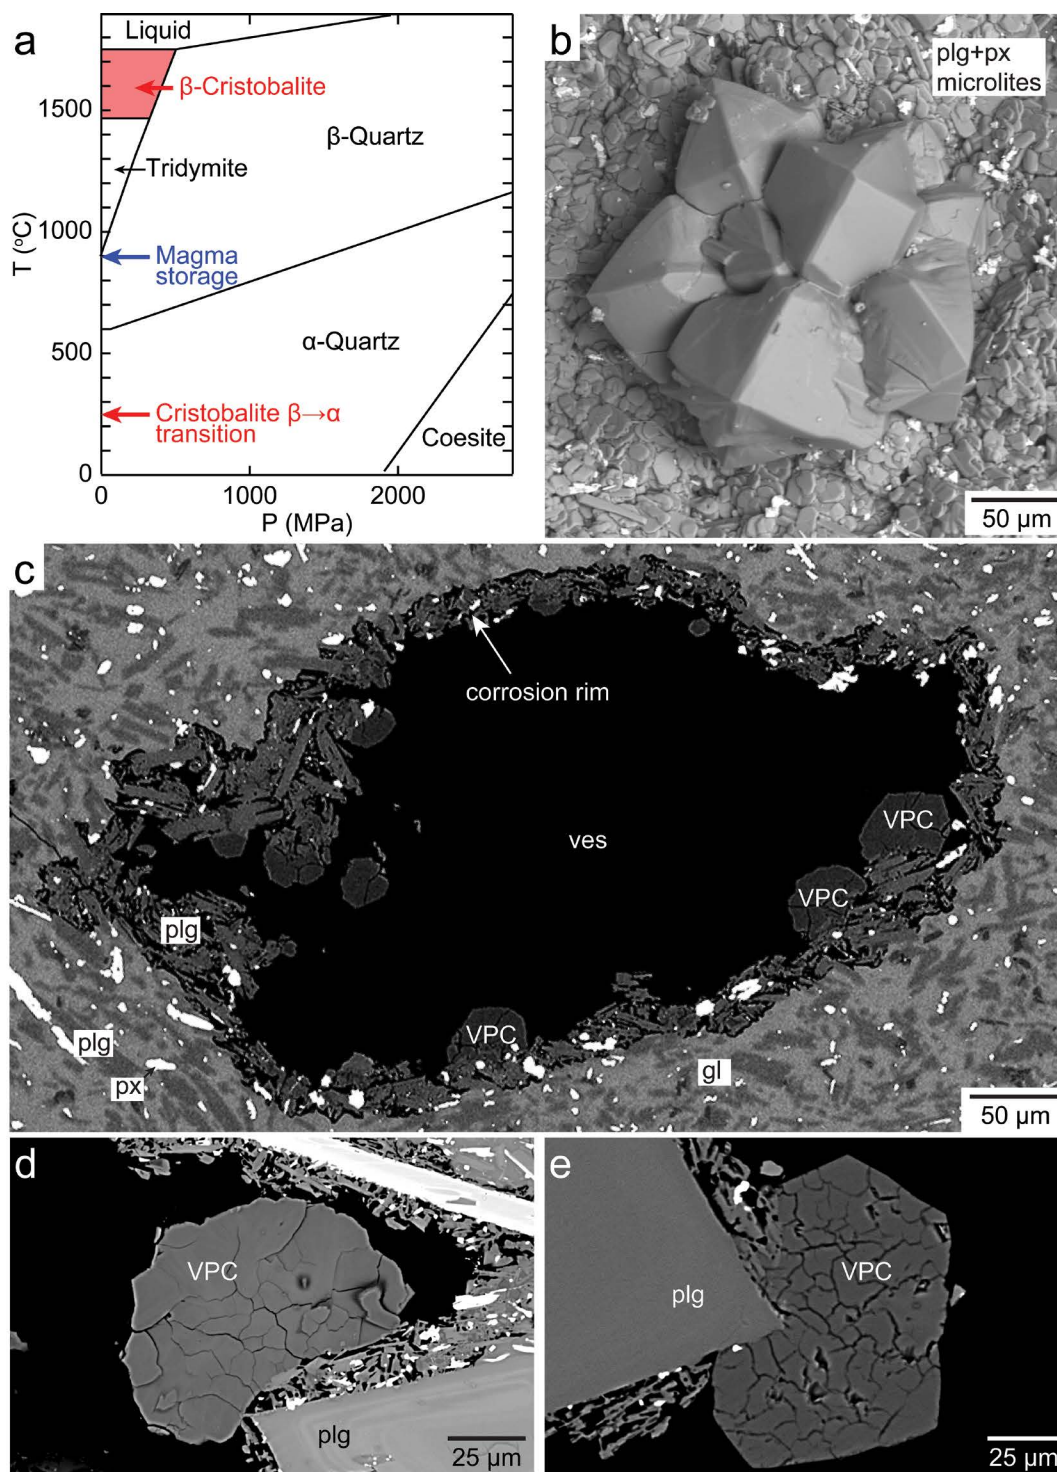 a
Liquid
β-Cristobalite
1500
β-Quartz
Tridymite
1000
T (°C)
Magma
storage
α-Quartz
500
Cristobalite β→α
transition
Coesite
0
0
1000
2000
P (MPa)
b
plg+px
microlites
50 µm
c
corrosion rim
VPC
ves
VPC
plg
VPC
plg
gl
px
50 µm
d
VPC
plg
25 µm
e
VPC
plg
25 µm